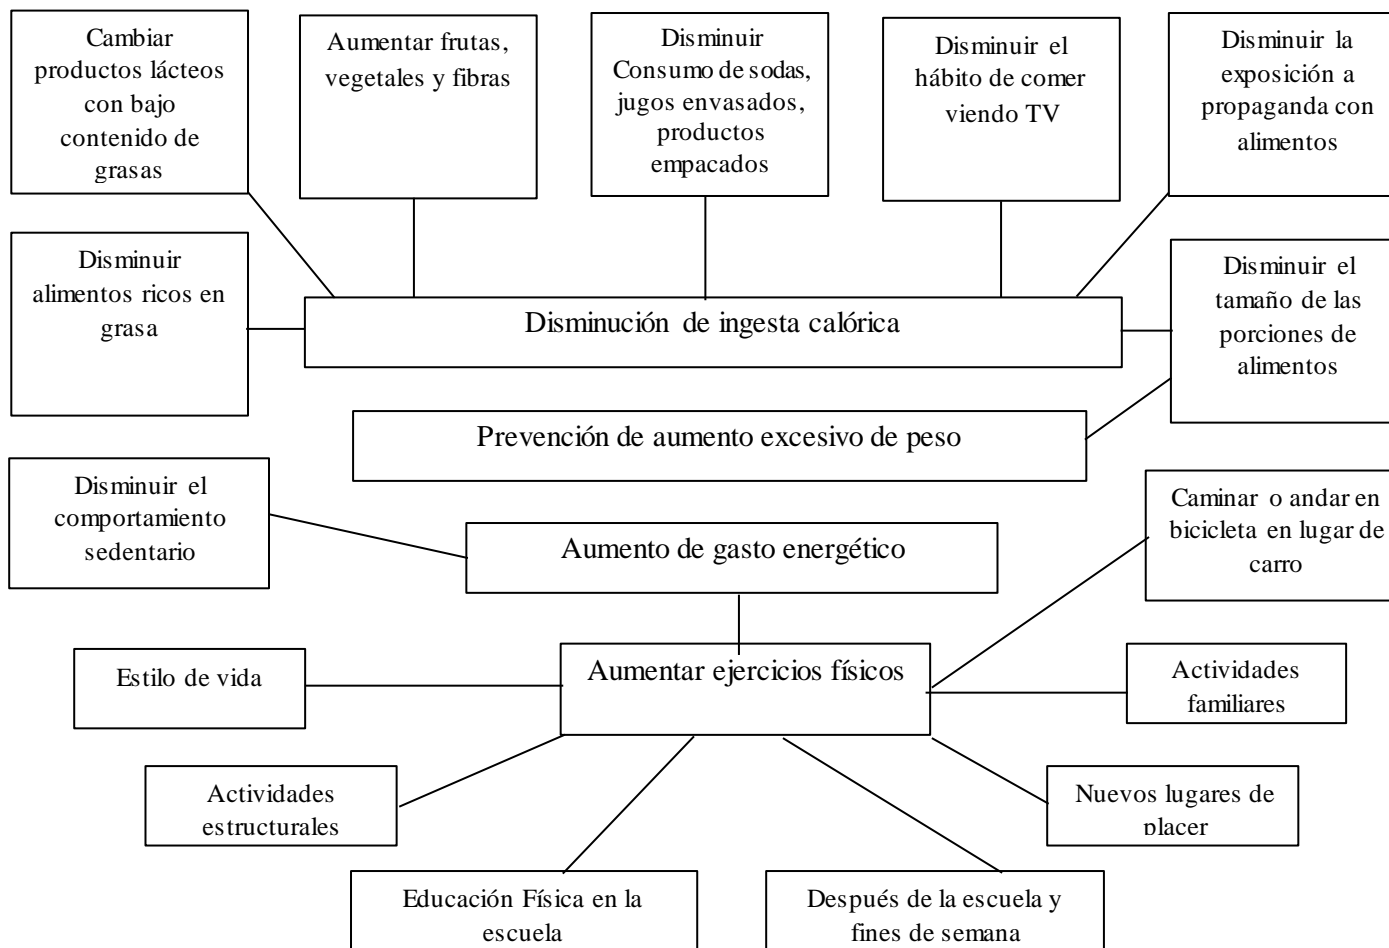 Cambiar
productos lácteos
con bajo
contenido de
grasas
Aumentar frutas,
vegetales y fibras
Disminuir
Consumo de sodas,
jugos envasados,
productos
empacados
Disminuir el
hábito de comer
viendo TV
Disminuir la
exposición a
propaganda con
alimentos
Disminuir
alimentos ricos en
grasa
Disminución de ingesta calórica
Disminuir el
tamaño de las
porciones de
alimentos
Prevención de aumento excesivo de peso
Disminuir el
comportamiento
sedentario
Aumento de gasto energético
Caminar o andar en
bicicleta en lugar de
carro
Estilo de vida
Aumentar ejercicios físicos
Actividades
familiares
Actividades
estructurales
Nuevos lugares de
placer
Educación Física en la
escuela
Después de la escuela y
fines de semana